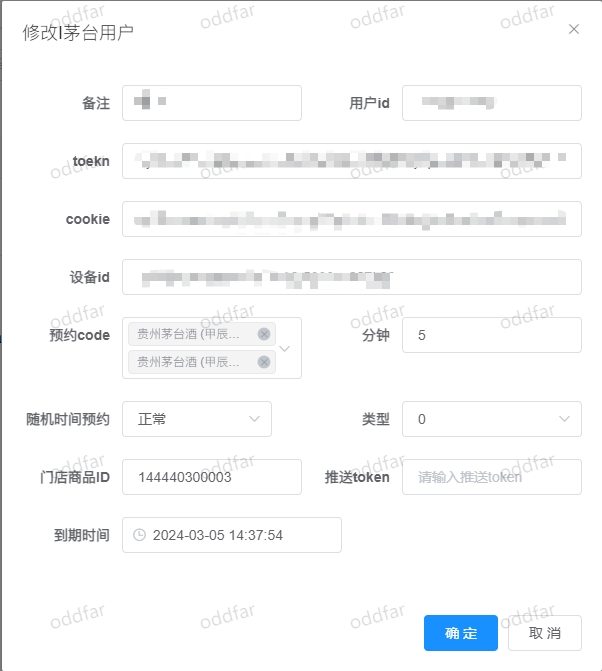 修改I茅台用户
备注
用户id
toekn
cookie
设备id
预约code 贵州茅台酒 (甲辰... 分钟 5
贵州茅台酒 (甲辰...
随机时间预约 正常 类型 0
门店商品ID 144440300003 推送token 请输入推送token
到期时间 2024-03-05 14:37:54
确 定 取 消
oddfar oddfar oddfar oddfar
oddfar oddfar oddfar oddfar
oddfar oddfar oddfar oddfar
oddfar oddfar oddfar oddfar
oddfar oddfar oddfar oddfar